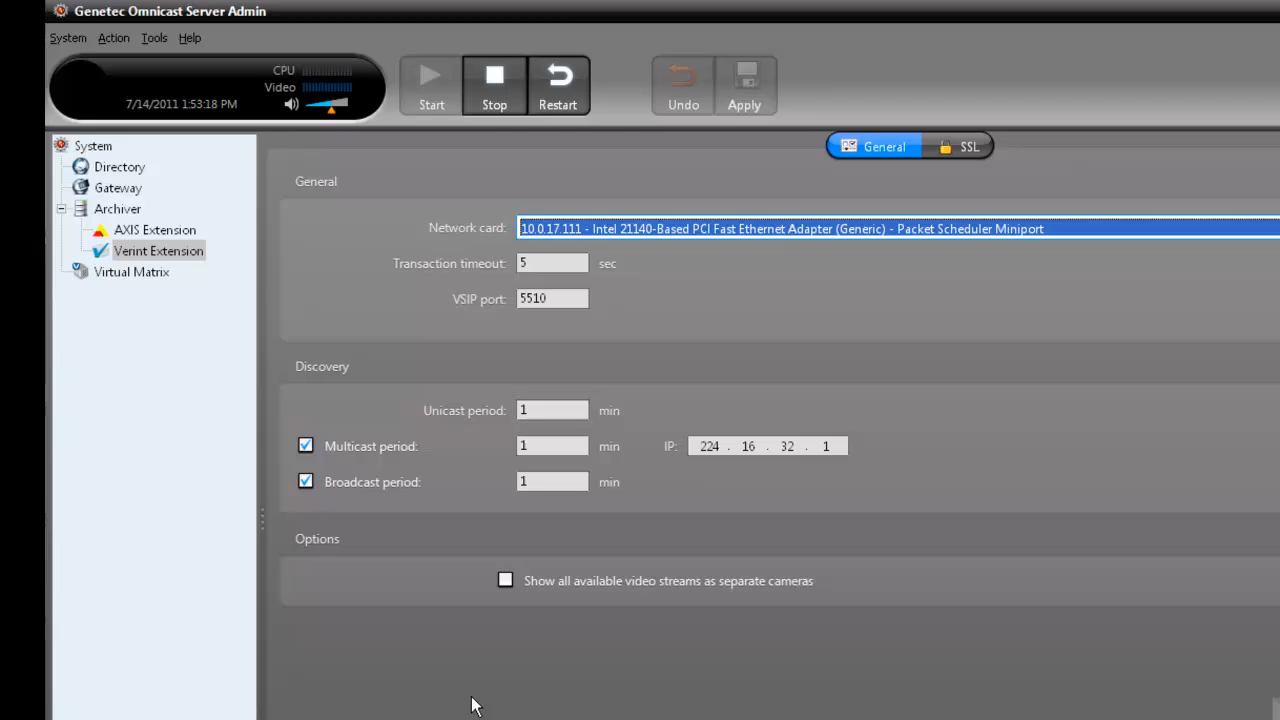 Genetec Omnicast Server Admin
System Action Tools Help
CPU
Video
7/14/2011 1:53:18 PM
Start
Stop
Restart
Undo
Apply
System
Directory
Gateway
Archiver
AXIS Extension
Verint Extension
Virtual Matrix
General SSL
General
Network card: 10.0.17.111 - Intel 21140-Based PCI Fast Ethernet Adapter (Generic) - Packet Scheduler Miniport
Transaction timeout: 5 sec
VSIP port: 5510
Discovery
Unicast period: 1 min
Multicast period: 1 min IP: 224 . 16 . 32 . 1
Broadcast period: 1 min
Options
Show all available video streams as separate cameras